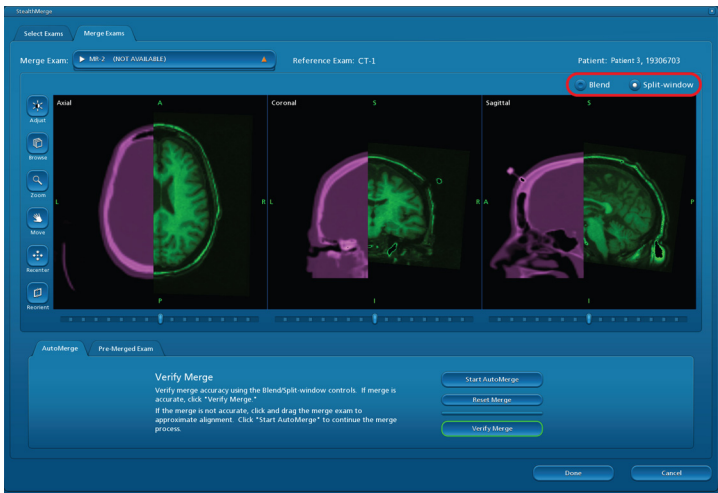 StealthMerge
Select Exams
Merge Exams
Merge Exam:
MR-2 (NOT AVAILABLE)
Reference Exam: CT-1
Patient: Patient 3, 19306703
Blend
Split-window
Adjust
Browse
Zoom
Move
Recenter
Reorient
Axial
A
L
R
P
Coronal
S
L
R
I
Sagittal
S
A
P
I
AutoMerge
Pre-Merged Exam
Verify Merge
Verify merge accuracy using the Blend/Split-window controls. If merge is
accurate, click "Verify Merge."
If the merge is not accurate, click and drag the merge exam to
approximate alignment. Click "Start AutoMerge" to continue the merge
process.
Start AutoMerge
Reset Merge
Verify Merge
Done
Cancel